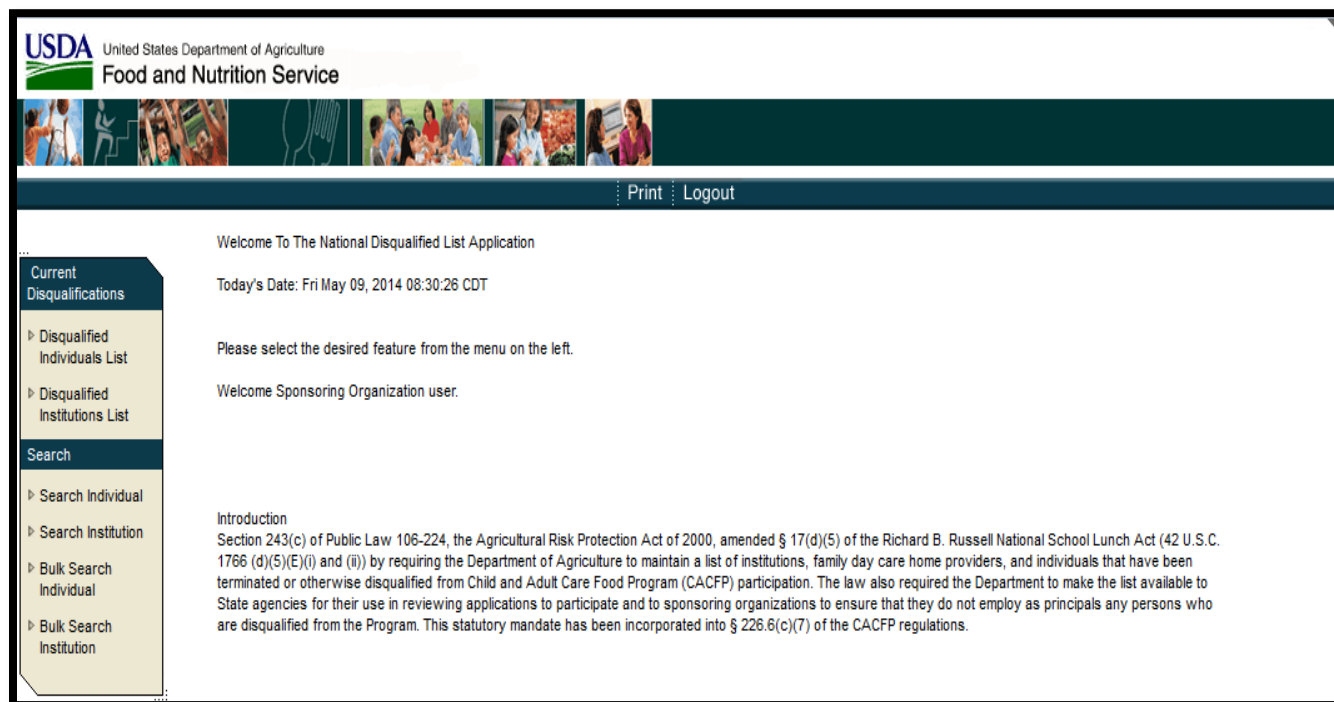 USDA United States Department of Agriculture
Food and Nutrition Service
Print Logout
Current
Disqualifications
Disqualified
Individuals List
Disqualified
Institutions List
Search
Search Individual
Search Institution
Bulk Search
Individual
Bulk Search
Institution
Welcome To The National Disqualified List Application
Today's Date: Fri May 09, 2014 08:30:26 CDT
Please select the desired feature from the menu on the left.
Welcome Sponsoring Organization user.
Introduction
Section 243(c) of Public Law 106-224, the Agricultural Risk Protection Act of 2000, amended § 17(d)(5) of the Richard B. Russell National School Lunch Act (42 U.S.C.
1766 (d)(5)(E)(i) and (ii)) by requiring the Department of Agriculture to maintain a list of institutions, family day care home providers, and individuals that have been
terminated or otherwise disqualified from Child and Adult Care Food Program (CACFP) participation. The law also required the Department to make the list available to
State agencies for their use in reviewing applications to participate and to sponsoring organizations to ensure that they do not employ as principals any persons who
are disqualified from the Program. This statutory mandate has been incorporated into § 226.6(c)(7) of the CACFP regulations.